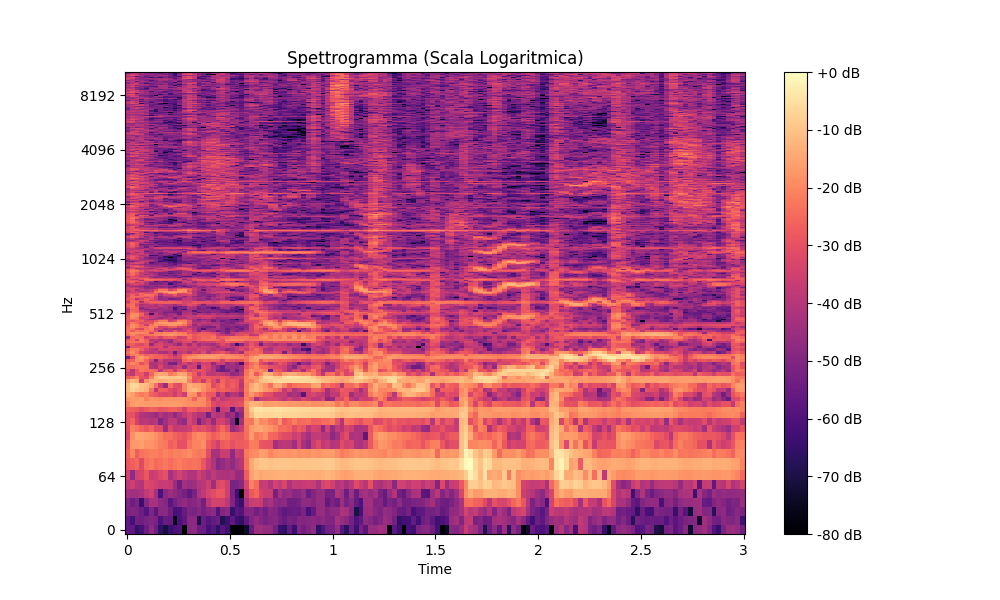 Spettrogramma (Scala Logaritmica)
Hz
8192
4096
2048
1024
512
256
128
64
0
0
0.5
1
1.5
2
2.5
3
Time
+0 dB
-10 dB
-20 dB
-30 dB
-40 dB
-50 dB
-60 dB
-70 dB
-80 dB